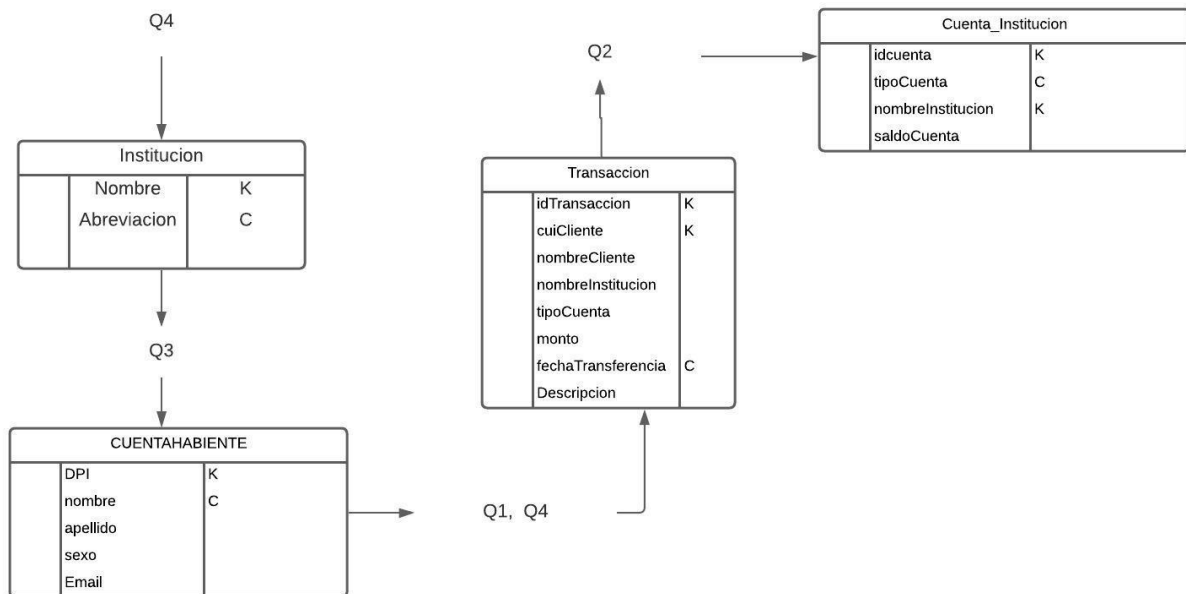 Q4
Institucion
Nombre K
Abreviacion C
Q3
CUENTAHABIENTE
DPI K
nombre C
apellido
sexo
Email
Q1, Q4
Transaccion
idTransaccion K
cuiCliente K
nombreCliente
nombreInstitucion
tipoCuenta
monto
fechaTransferencia C
Descripcion
Q2
Cuenta_Institucion
idcuenta K
tipoCuenta C
nombreInstitucion K
saldoCuenta